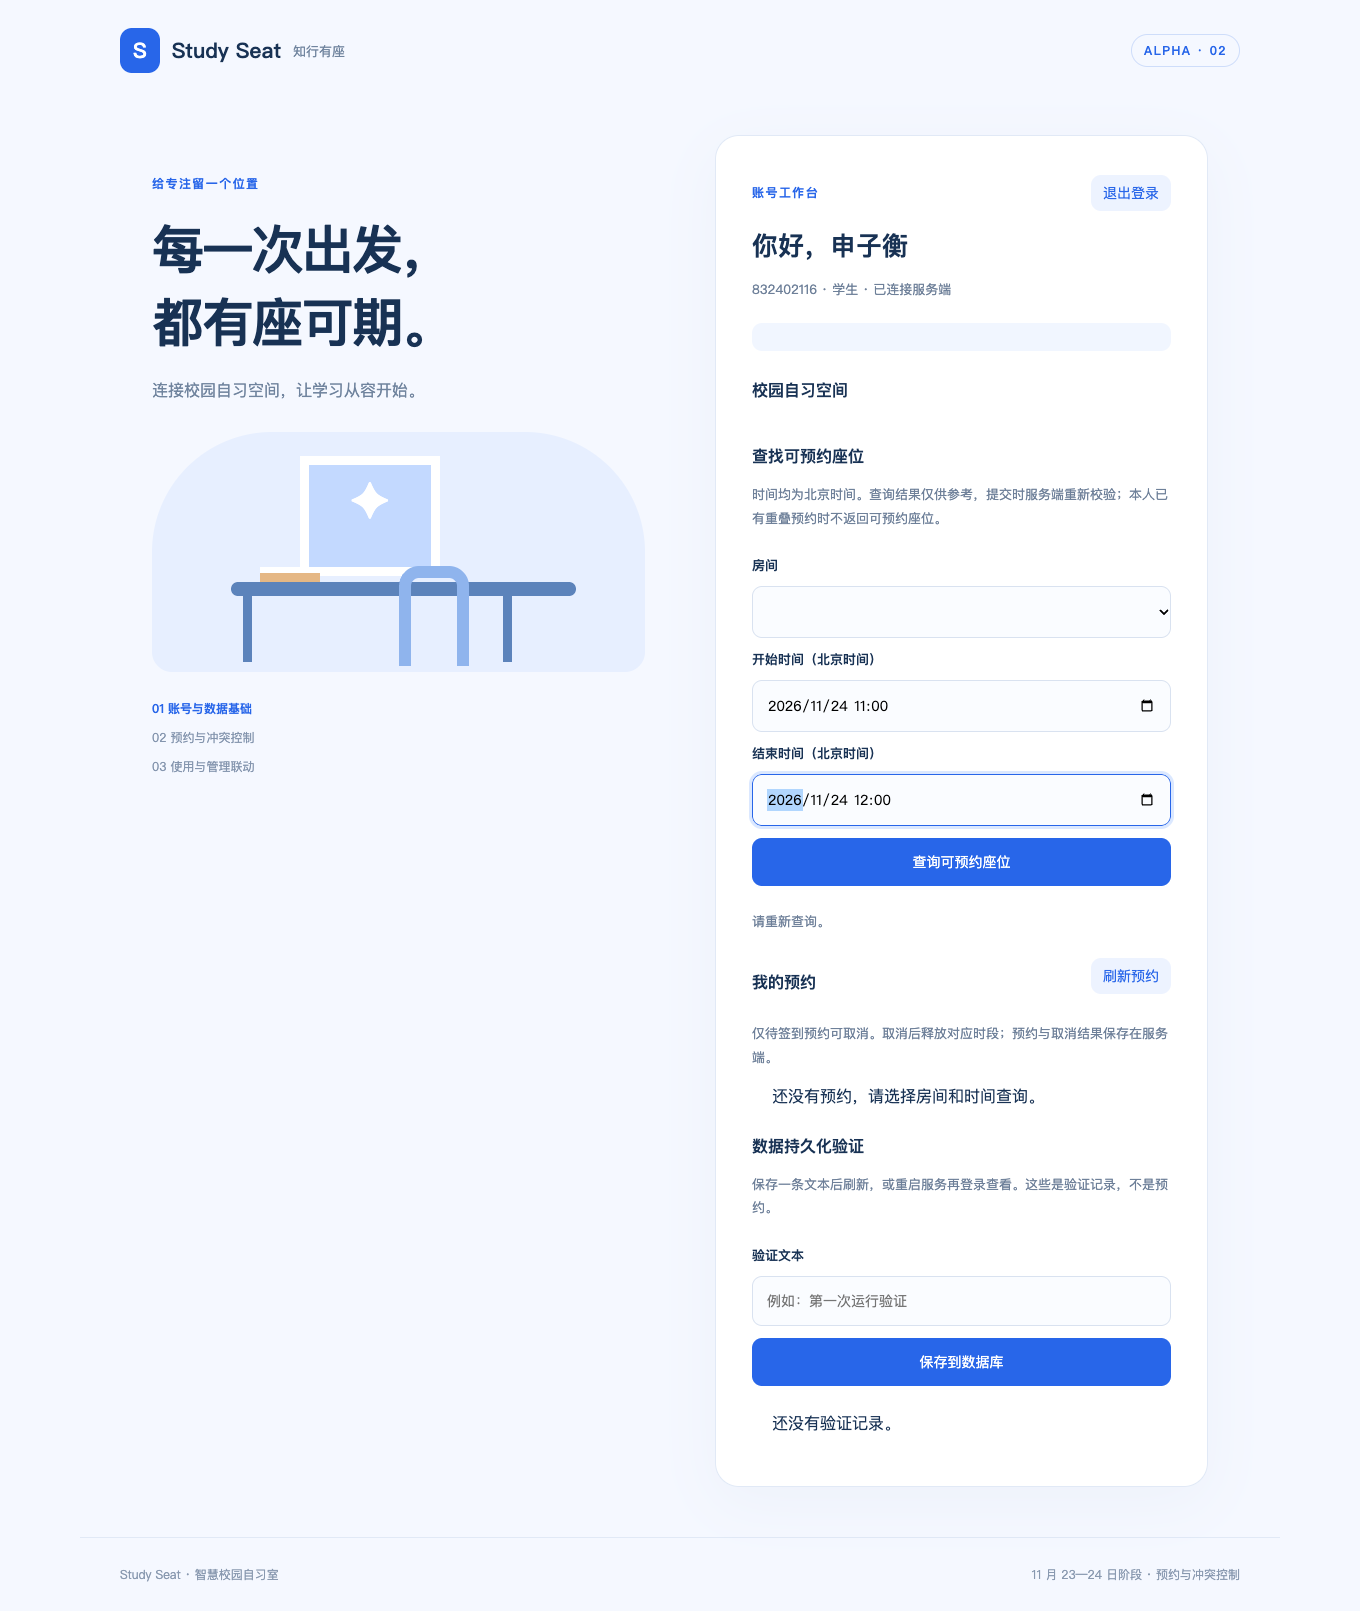 S Study Seat 知行有座
ALPHA · 02
给专注留一个位置
每一次出发，
都有座可期。
连接校园自习空间，让学习从容开始。
01 账号与数据基础
02 预约与冲突控制
03 使用与管理联动
账号工作台
退出登录
你好，申子衡
832402116 · 学生 · 已连接服务端
校园自习空间
查找可预约座位
时间均为北京时间。查询结果仅供参考，提交时服务端重新校验；本人已
有重叠预约时不返回可预约座位。
房间
开始时间（北京时间）
2026/11/24 11:00
结束时间（北京时间）
2026/11/24 12:00
查询可预约座位
请重新查询。
我的预约
刷新预约
仅待签到预约可取消。取消后释放对应时段；预约与取消结果保存在服务
端。
还没有预约，请选择房间和时间查询。
数据持久化验证
保存一条文本后刷新，或重启服务再登录查看。这些是验证记录，不是预
约。
验证文本
例如：第一次运行验证
保存到数据库
还没有验证记录。
Study Seat · 智慧校园自习室
11 月 23—24 日阶段 · 预约与冲突控制